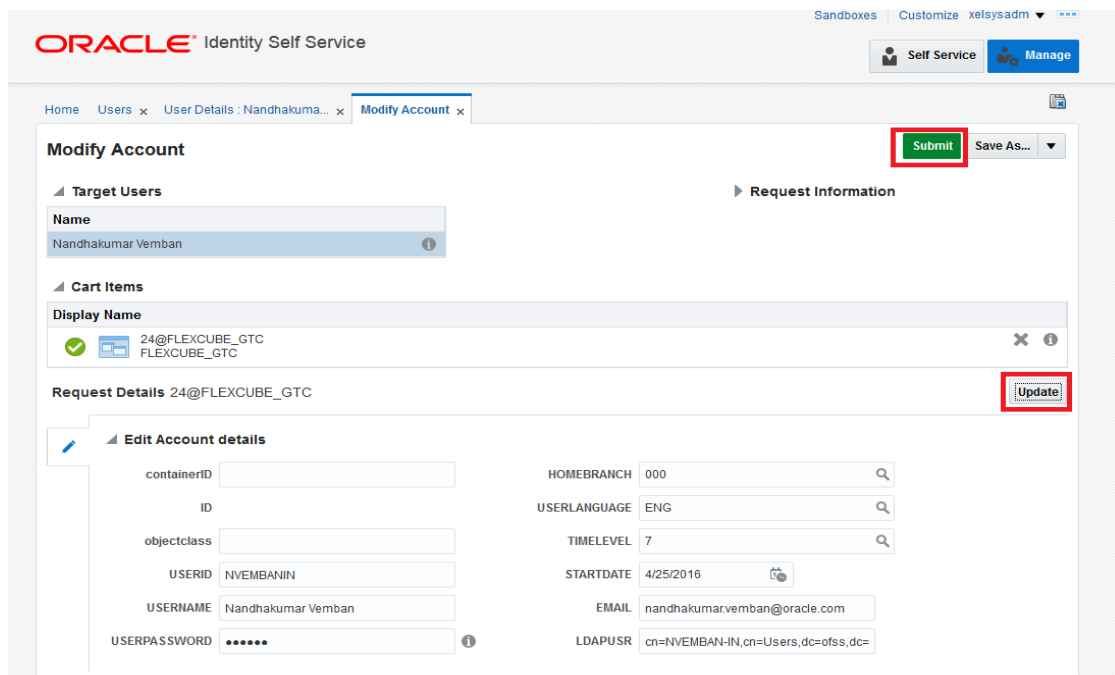 Sandboxes Customize xelsysadm
ORACLE® Identity Self Service
Self Service Manage
Home Users User Details : Nandhakuma... Modify Account
Modify Account Submit Save As...
Target Users Request Information
Name
Nandhakumar Vemban
Cart Items
Display Name
24@FLEXCUBE_GTC
FLEXCUBE_GTC
Request Details 24@FLEXCUBE_GTC Update
Edit Account details
containerID HOMEBRANCH 000
ID USERLANGUAGE ENG
objectclass TIMELEVEL 7
USERID NVEMBANIN STARTDATE 4/25/2016
USERNAME Nandhakumar Vemban EMAIL nandhakumar.vemban@oracle.com
USERPASSWORD •••••• LDAPUSR cn=NVEMBAN-IN,cn=Users,dc=ofss,dc=